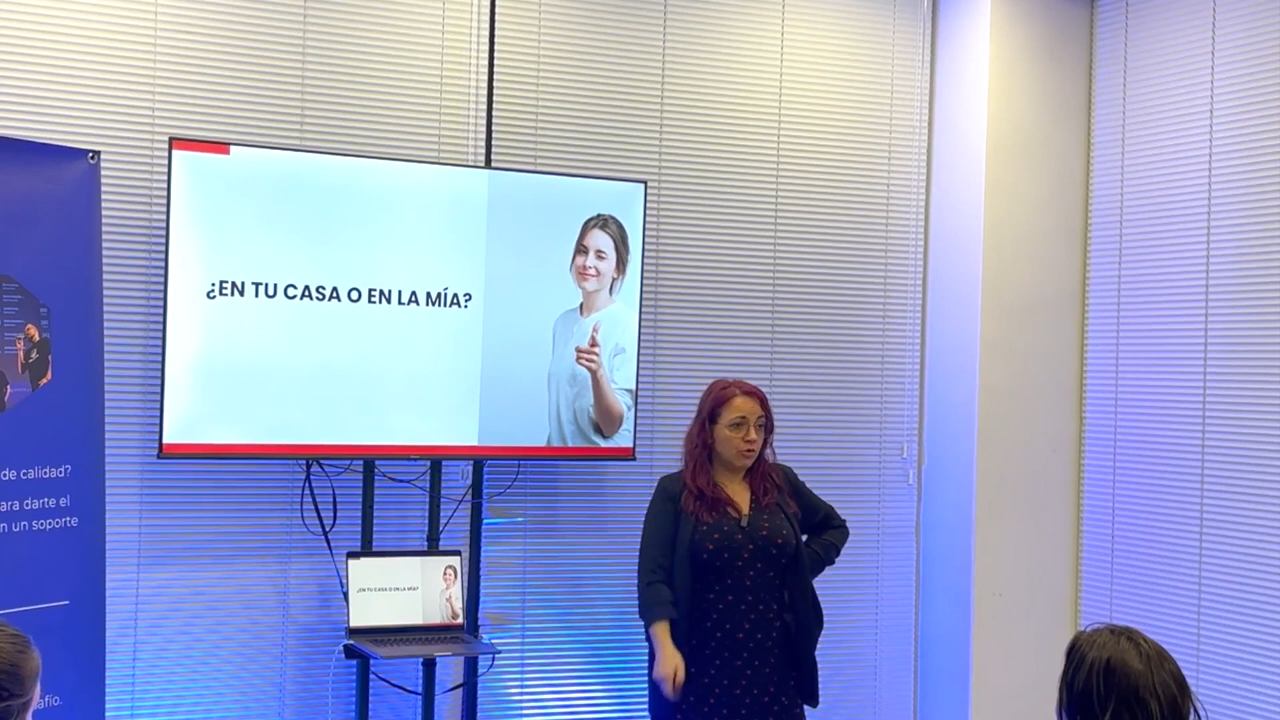 ¿EN TU CASA O EN LA MÍA?
de calidad?
ara darte el
n un soporte
afío.
¿EN TU CASA O EN LA MÍA?